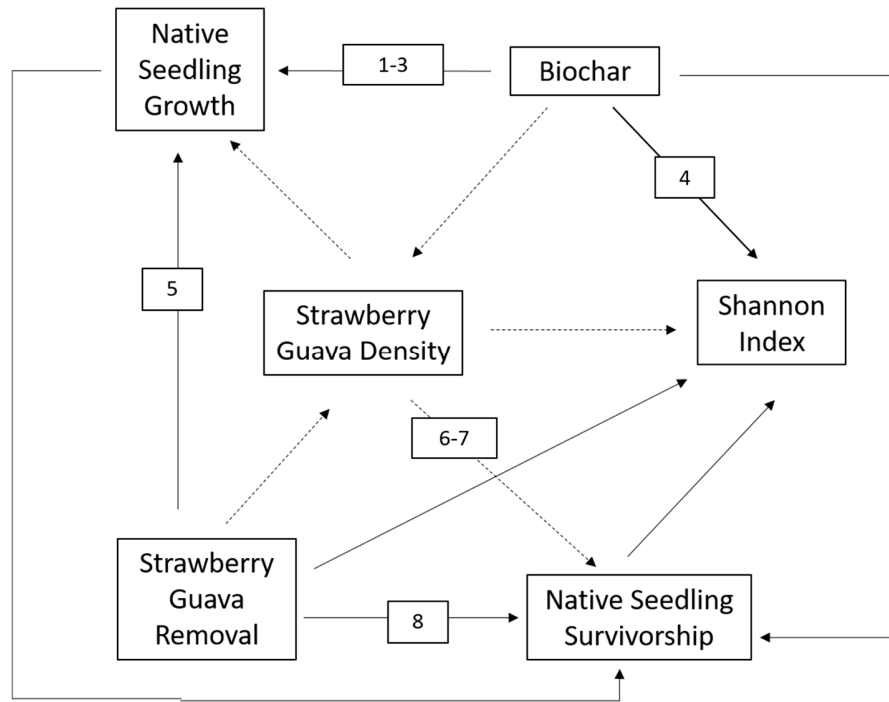 Native
Seedling
Growth
1-3
Biochar
4
5
Strawberry
Guava Density
Shannon
Index
6-7
Strawberry
Guava
Removal
8
Native Seedling
Survivorship